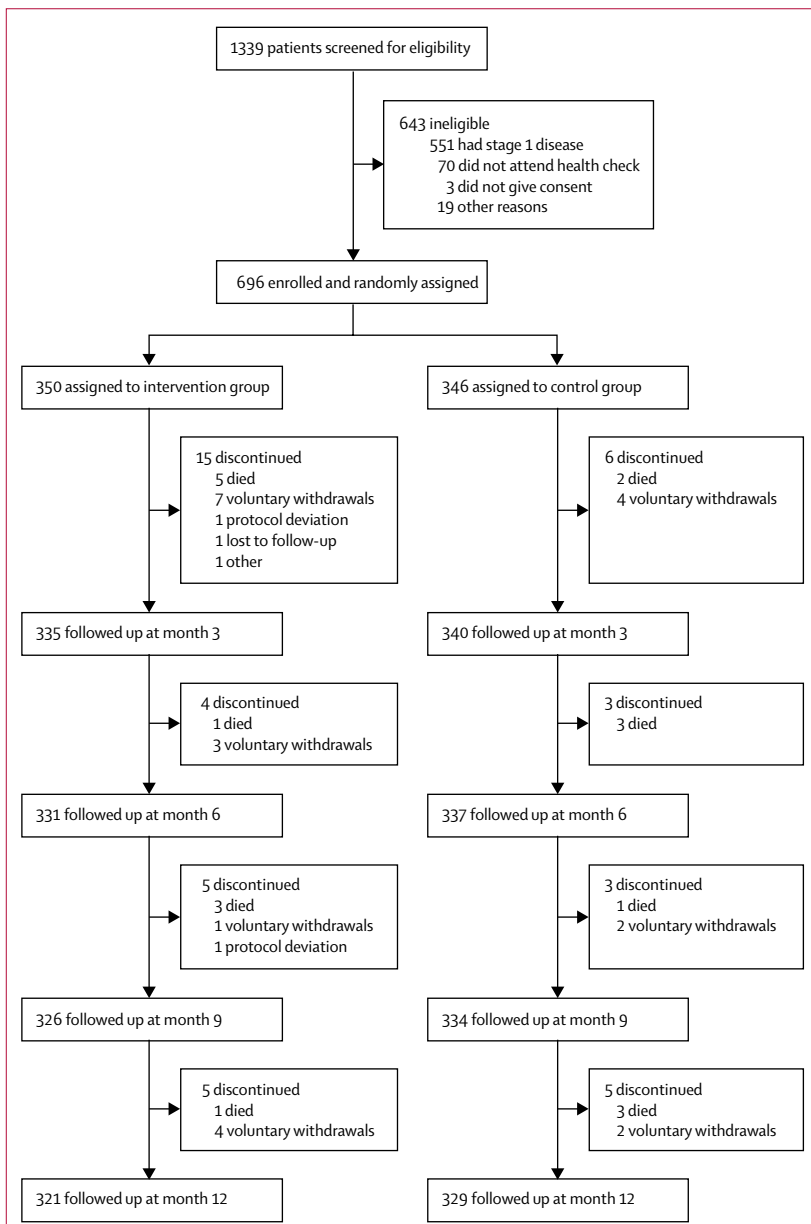 1339 patients screened for eligibility
643 ineligible
551 had stage 1 disease
70 did not attend health check
3 did not give consent
19 other reasons
696 enrolled and randomly assigned
350 assigned to intervention group
346 assigned to control group
15 discontinued
5 died
7 voluntary withdrawals
1 protocol deviation
1 lost to follow-up
1 other
6 discontinued
2 died
4 voluntary withdrawals
335 followed up at month 3
340 followed up at month 3
4 discontinued
1 died
3 voluntary withdrawals
3 discontinued
3 died
331 followed up at month 6
337 followed up at month 6
5 discontinued
3 died
1 voluntary withdrawals
1 protocol deviation
3 discontinued
1 died
2 voluntary withdrawals
326 followed up at month 9
334 followed up at month 9
5 discontinued
1 died
4 voluntary withdrawals
5 discontinued
3 died
2 voluntary withdrawals
321 followed up at month 12
329 followed up at month 12